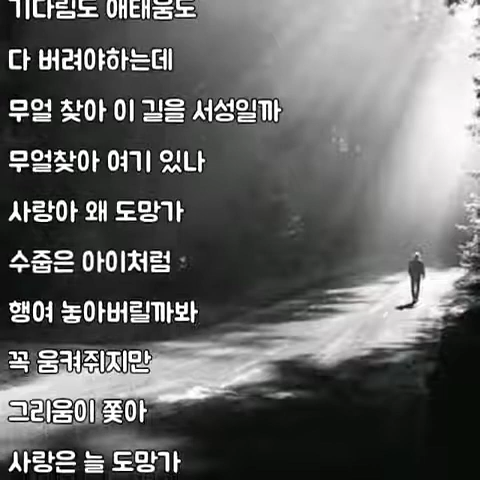 기다림도 애태움도
다 버려야하는데
무얼 찾아 이 길을 서성일까
무얼찾아 여기 있나
사랑아 왜 도망가
수줍은 아이처럼
행여 놓아버릴까봐
꼭 움켜쥐지만
그리움이 쫓아
사랑은 늘 도망가